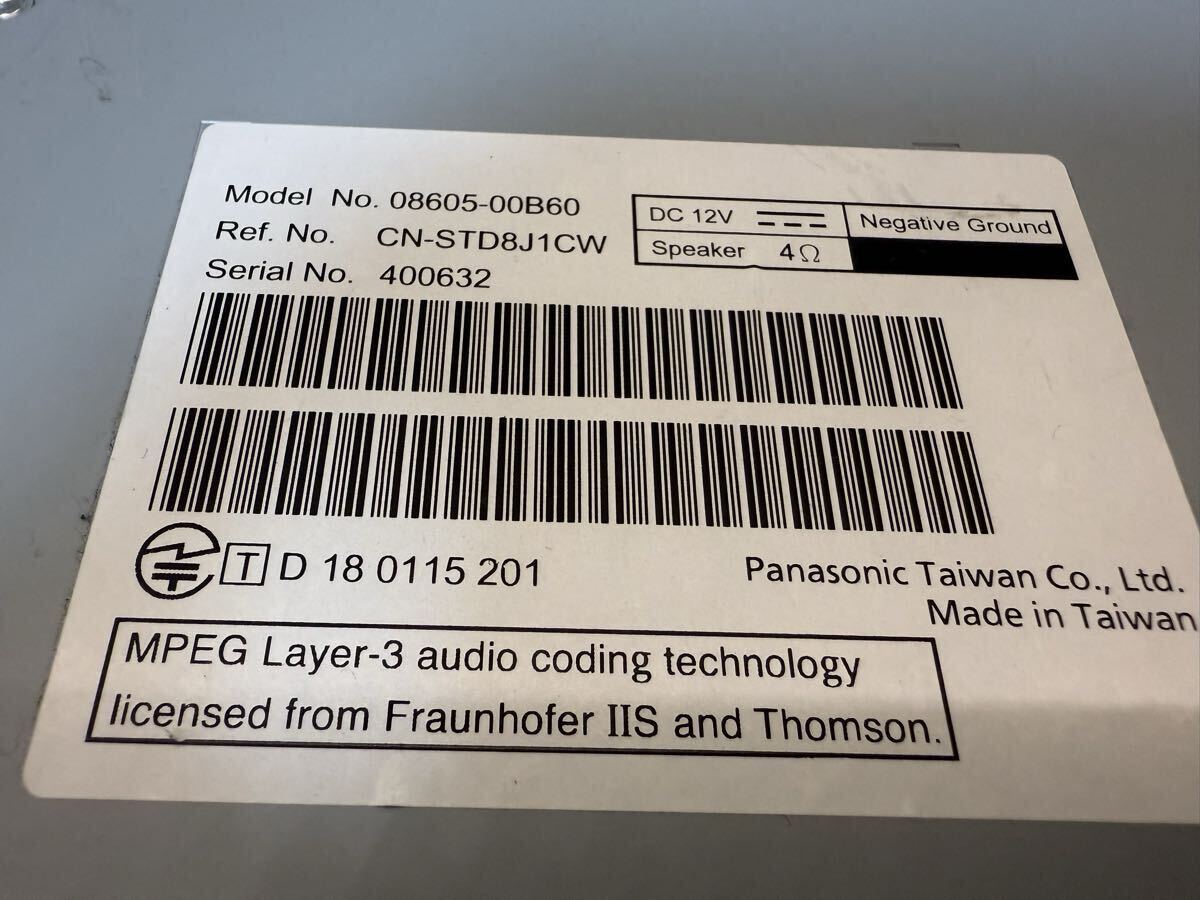 Model No. 08605-00B60
Ref. No. CN-STD8J1CW
Serial No. 400632
DC 12V
Negative Ground
Speaker 4Ω
T D 18 0115 201
Panasonic Taiwan Co., Ltd.
Made in Taiwan
MPEG Layer-3 audio coding technology
licensed from Fraunhofer IIS and Thomson.